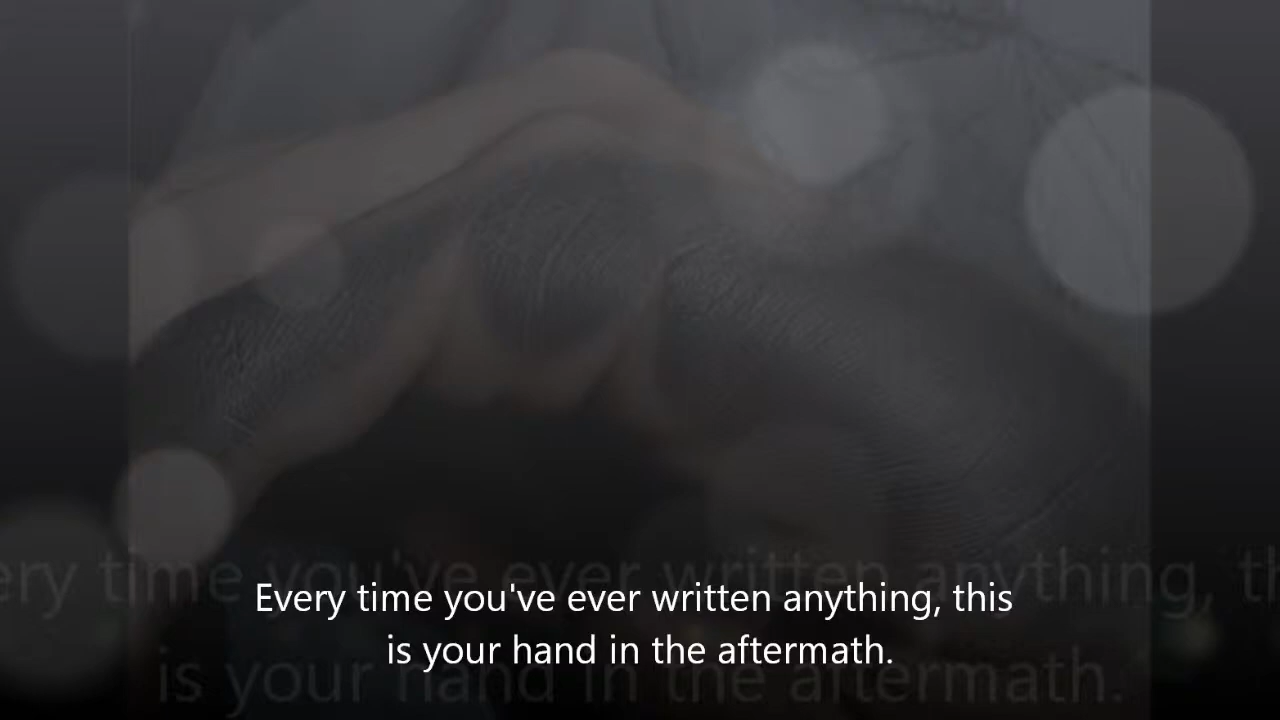 Every time you've ever written anything, this
is your hand in the aftermath.